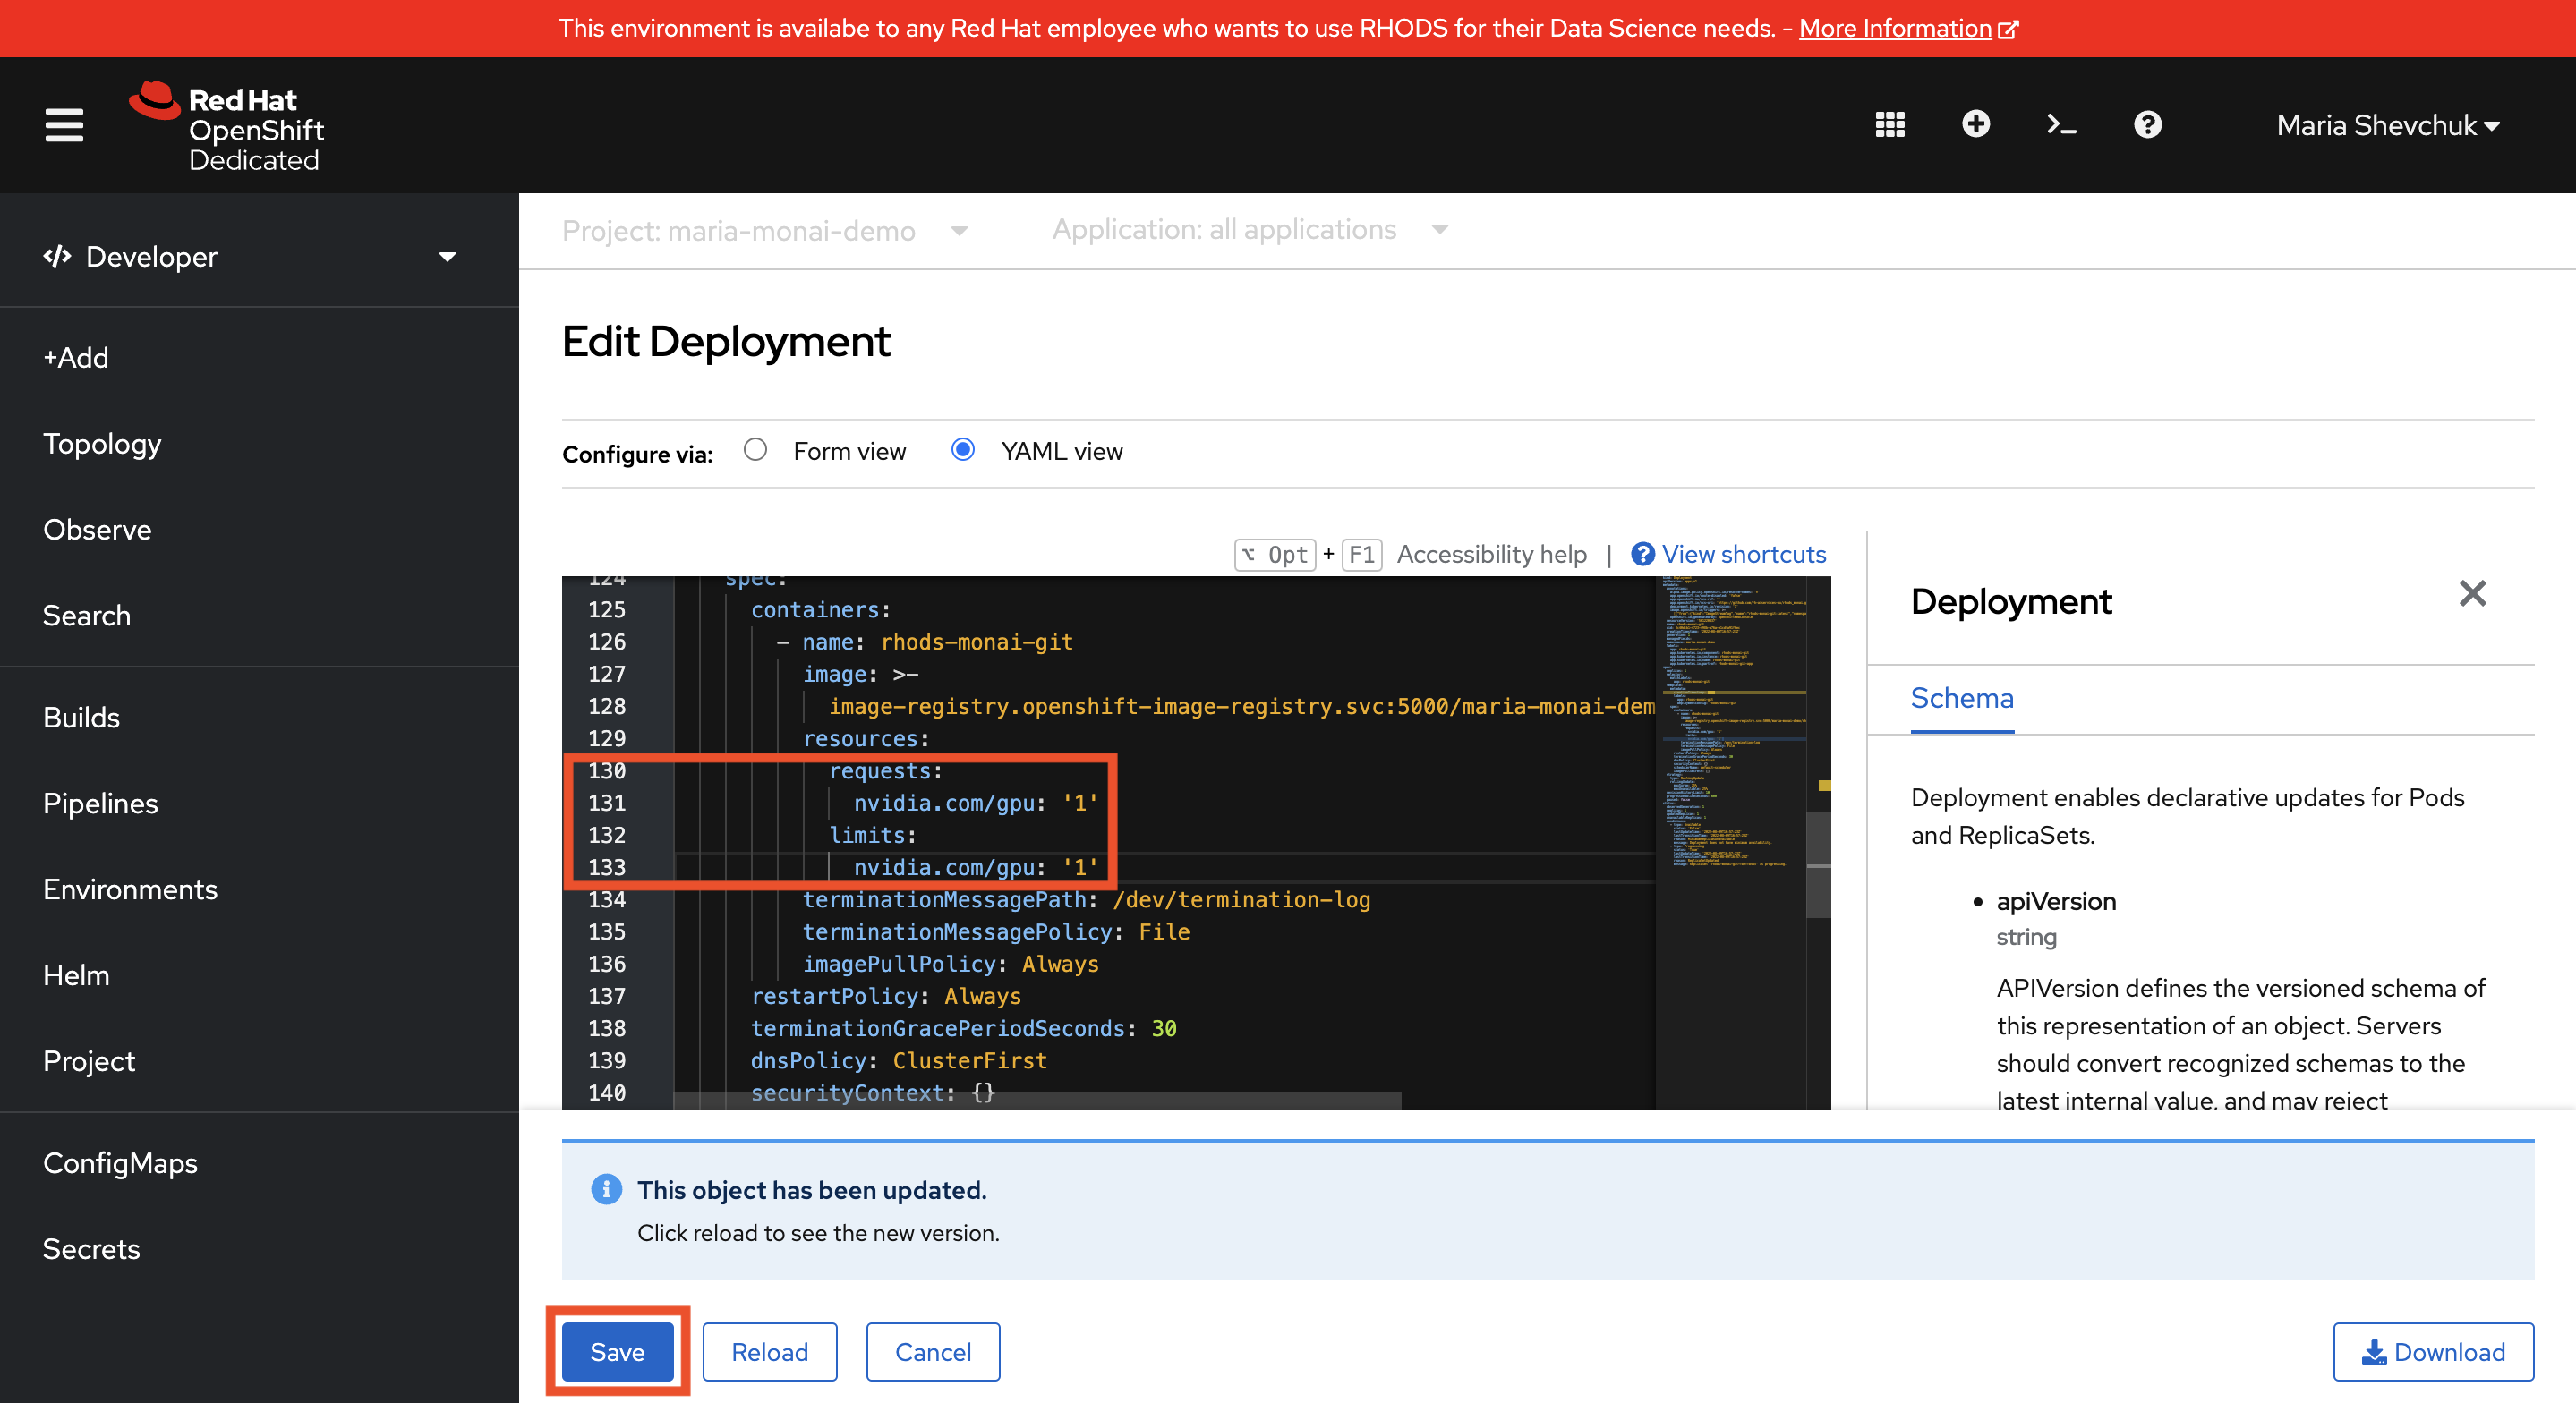 This environment is availabe to any Red Hat employee who wants to use RHODS for their Data Science needs. - More Information
Red Hat
OpenShift
Dedicated
Maria Shevchuk
Developer
+Add
Topology
Observe
Search
Builds
Pipelines
Environments
Helm
Project
ConfigMaps
Secrets
Project: maria-monai-demo
Application: all applications
Edit Deployment
Configure via:
Form view
YAML view
⌥ Opt + F1 Accessibility help | View shortcuts
124 spec:
125 containers:
126 - name: rhods-monai-git
127 image: >-
128 image-registry.openshift-image-registry.svc:5000/maria-monai-dem
129 resources:
130 requests:
131 nvidia.com/gpu: '1'
132 limits:
133 nvidia.com/gpu: '1'
134 terminationMessagePath: /dev/termination-log
135 terminationMessagePolicy: File
136 imagePullPolicy: Always
137 restartPolicy: Always
138 terminationGracePeriodSeconds: 30
139 dnsPolicy: ClusterFirst
140 securityContext: {}
Deployment
Schema
Deployment enables declarative updates for Pods
and ReplicaSets.
• apiVersion
string
APIVersion defines the versioned schema of
this representation of an object. Servers
should convert recognized schemas to the
latest internal value, and may reject
This object has been updated.
Click reload to see the new version.
Save
Reload
Cancel
Download